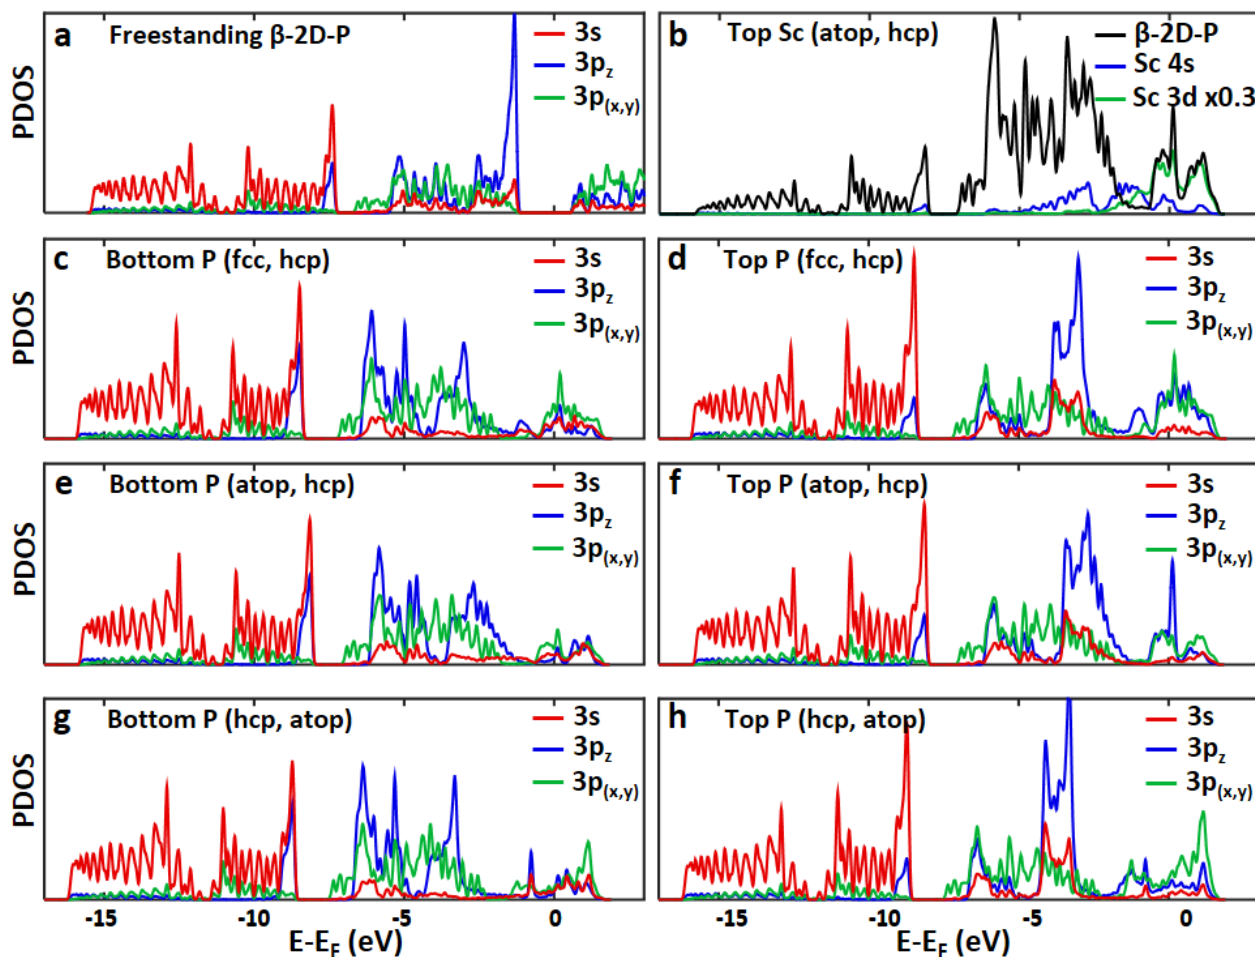 a Freestanding β-2D-P
3s
3pz
3p(x,y)
PDOS
b Top Sc (atop, hcp)
β-2D-P
Sc 4s
Sc 3d x0.3
c Bottom P (fcc, hcp)
3s
3pz
3p(x,y)
PDOS
d Top P (fcc, hcp)
3s
3pz
3p(x,y)
e Bottom P (atop, hcp)
3s
3pz
3p(x,y)
PDOS
f Top P (atop, hcp)
3s
3pz
3p(x,y)
g Bottom P (hcp, atop)
3s
3pz
3p(x,y)
PDOS
h Top P (hcp, atop)
3s
3pz
3p(x,y)
-15 -10 -5 0
E-EF (eV)
-15 -10 -5 0
E-EF (eV)